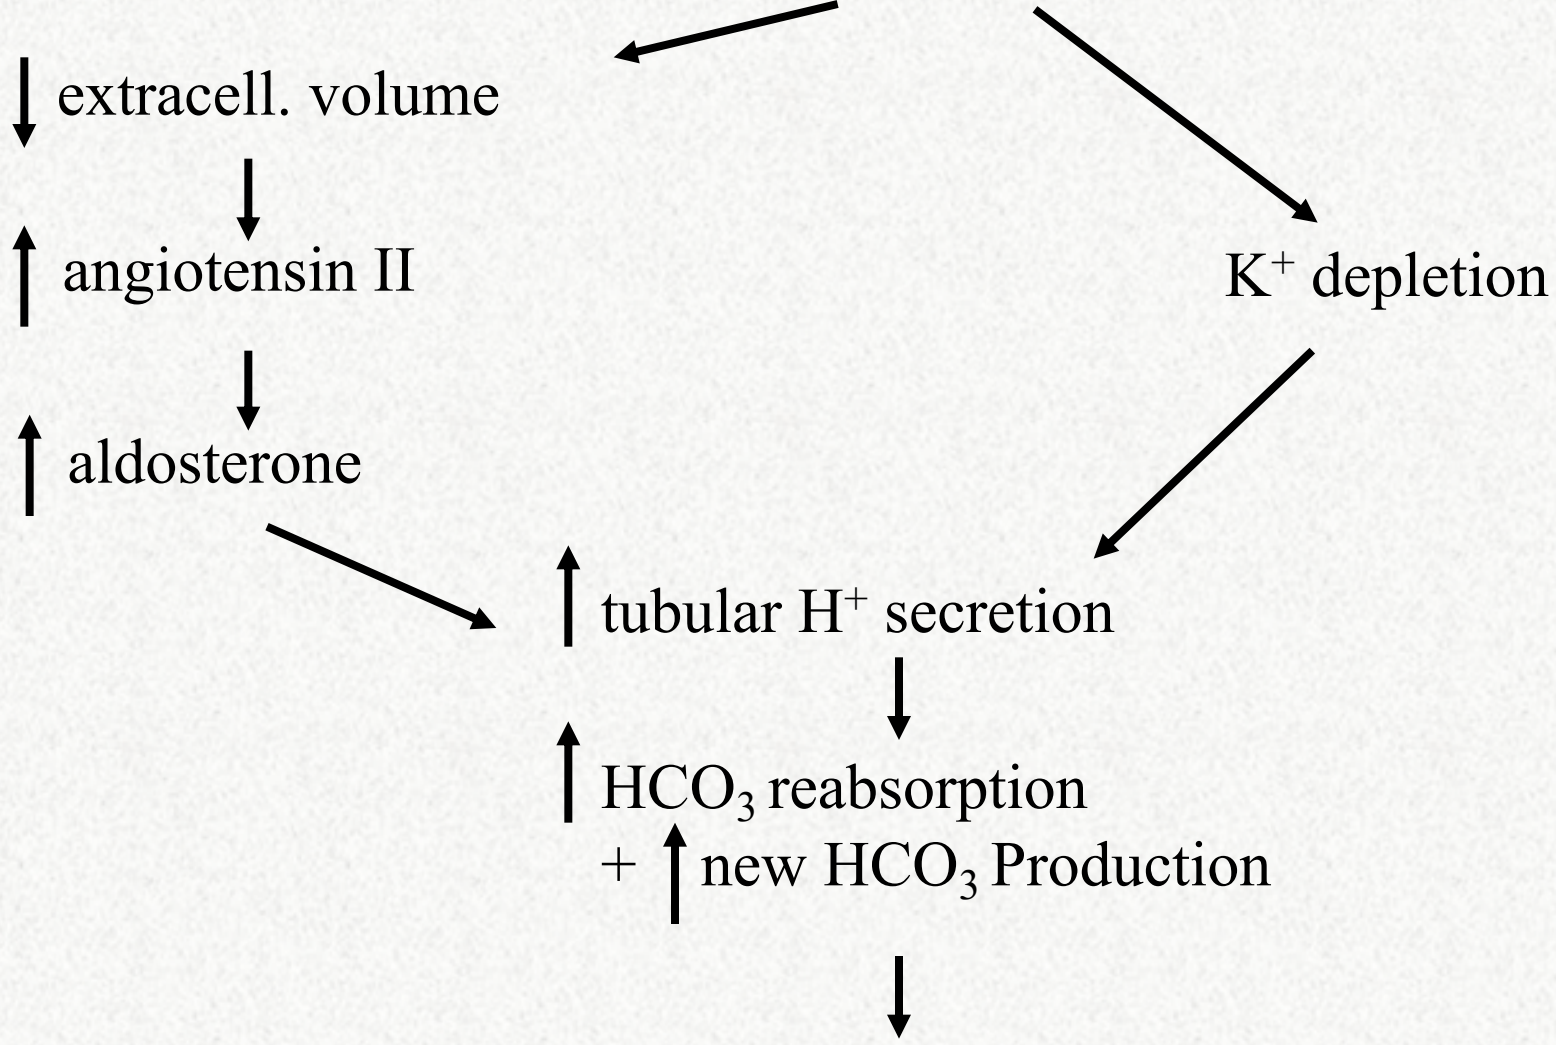 extracell. volume
angiotensin II
K⁺ depletion
aldosterone
tubular H⁺ secretion
HCO₃ reabsorption
+ new HCO₃ Production